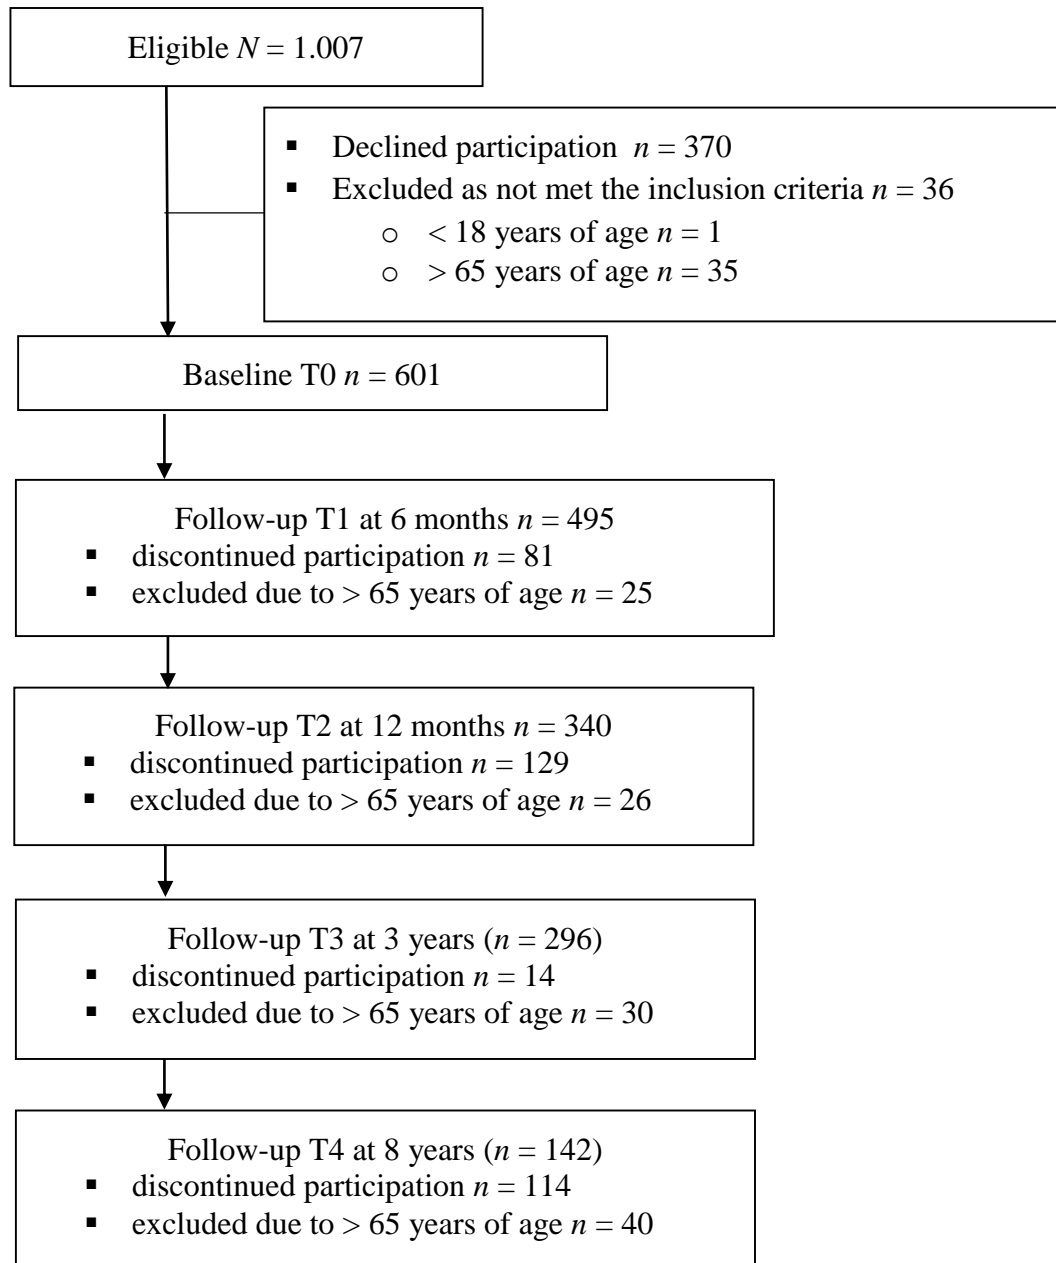 Eligible N = 1.007
▪ Declined participation n = 370
▪ Excluded as not met the inclusion criteria n = 36
o < 18 years of age n = 1
o > 65 years of age n = 35
Baseline T0 n = 601
Follow-up T1 at 6 months n = 495
▪ discontinued participation n = 81
▪ excluded due to > 65 years of age n = 25
Follow-up T2 at 12 months n = 340
▪ discontinued participation n = 129
▪ excluded due to > 65 years of age n = 26
Follow-up T3 at 3 years (n = 296)
▪ discontinued participation n = 14
▪ excluded due to > 65 years of age n = 30
Follow-up T4 at 8 years (n = 142)
▪ discontinued participation n = 114
▪ excluded due to > 65 years of age n = 40